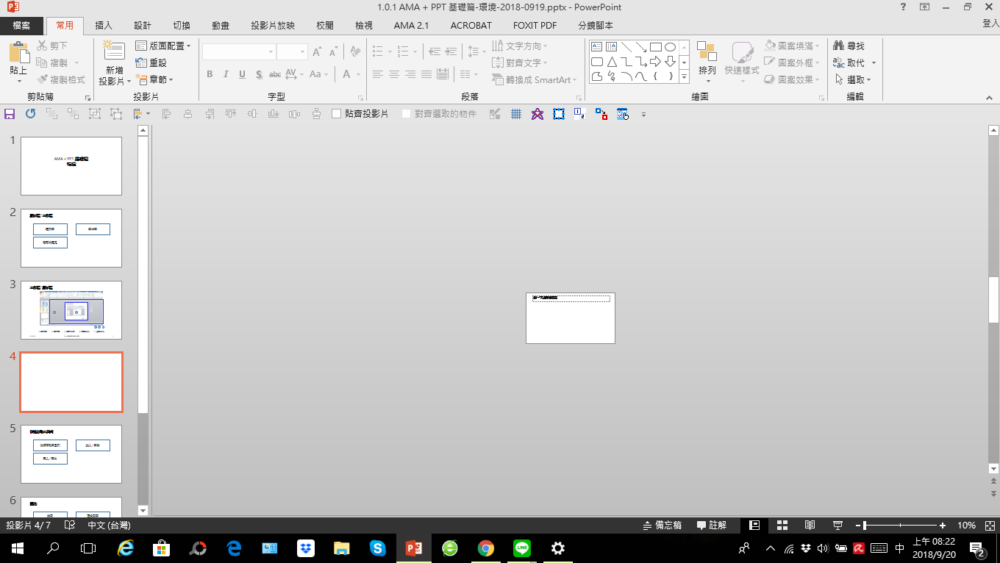 1.0.1 AMA + PPT 基礎篇-環境-2018-0919.pptx - PowerPoint
檔案 常用 插入 設計 切換 動畫 投影片放映 校閱 檢視 AMA 2.1 ACROBAT FOXIT PDF 分鏡腳本 登入
貼上 剪下 複製 複製格式 剪貼簿
新增 投影片 版面配置 重設 章節 投影片
B I U S abc AV Aa A 字型
文字方向 對齊文字 轉換成 SmartArt 段落
排列 快速樣式 圖案填滿 圖案外框 圖案效果 繪圖
尋找 取代 選取 編輯
貼齊投影片 對齊選取的物件
1
AMA + PPT 基礎篇
環境
2
3
4
5
6
投影片 4/ 7 中文 (台灣) 備忘稿 註解 10%
中
上午 08:22
2018/9/20
2